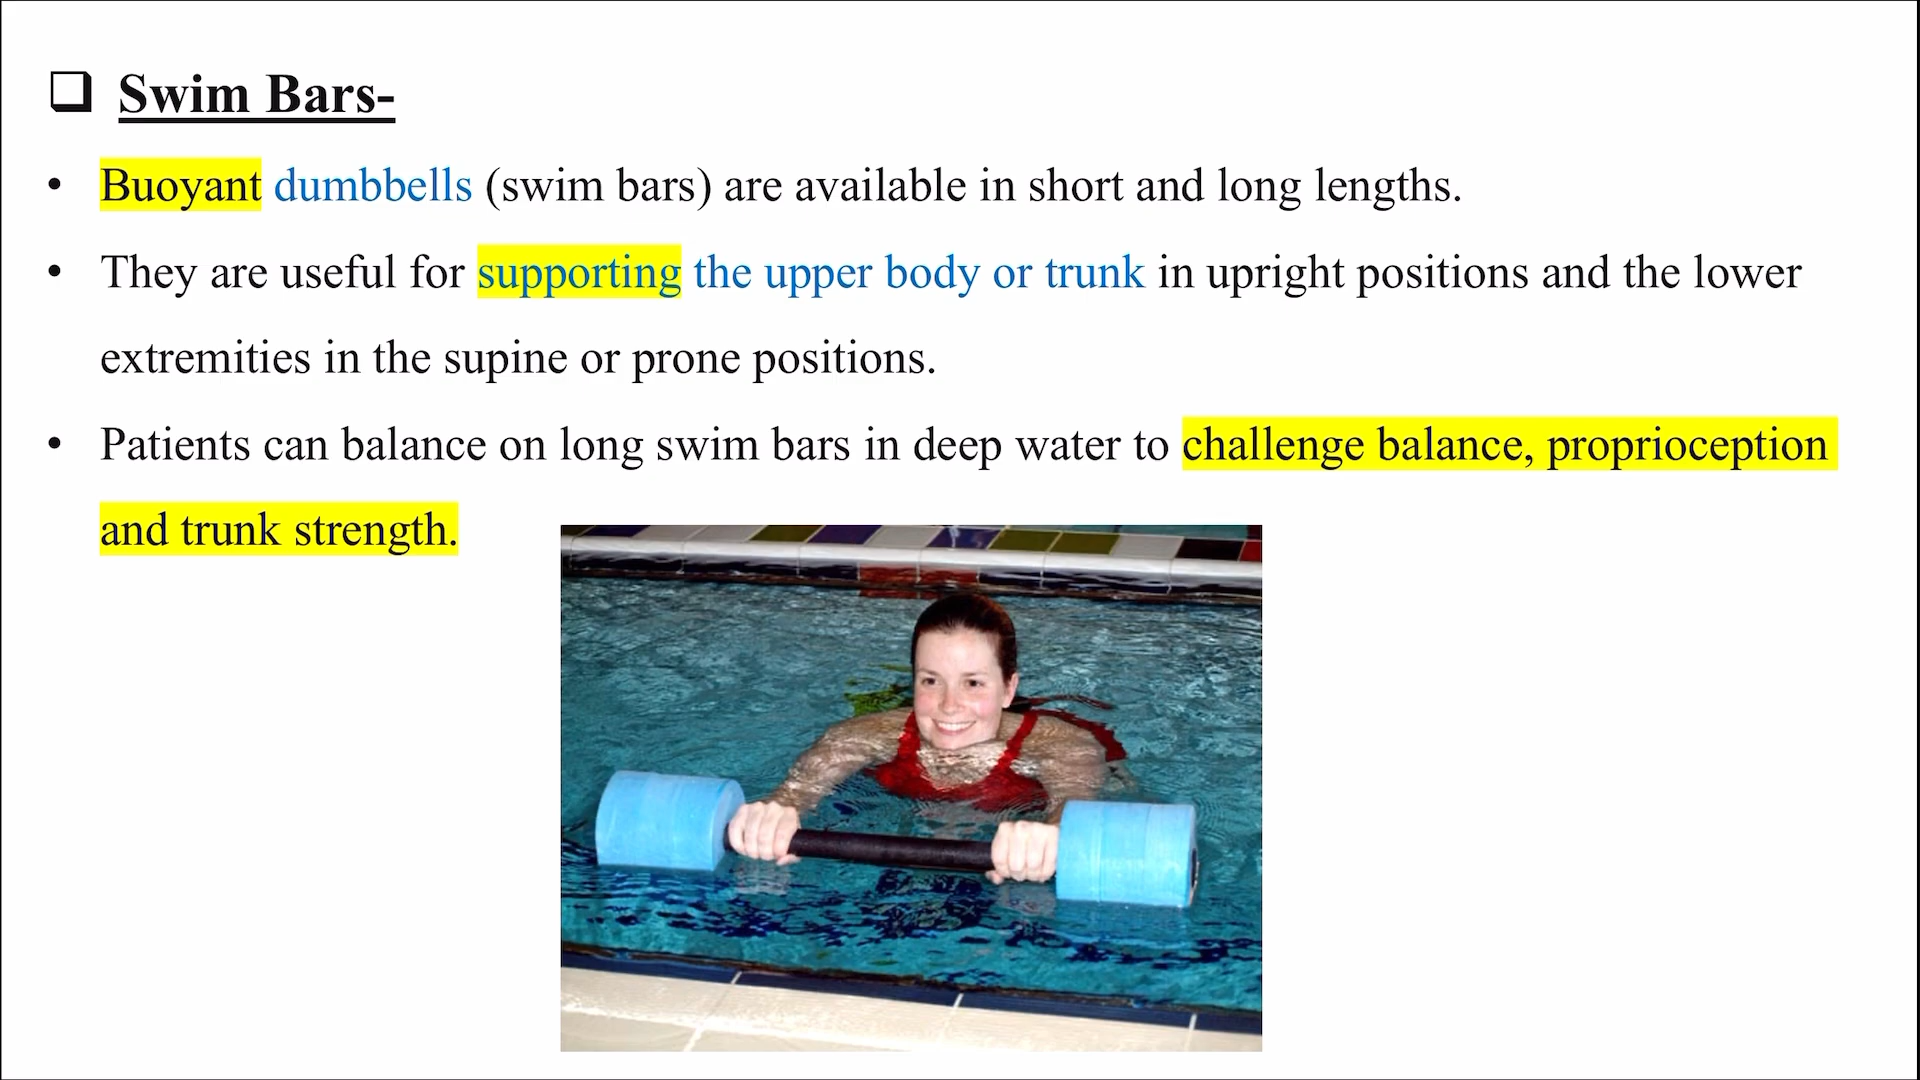 Swim Bars-
• Buoyant dumbbells (swim bars) are available in short and long lengths.
• They are useful for supporting the upper body or trunk in upright positions and the lower
extremities in the supine or prone positions.
• Patients can balance on long swim bars in deep water to challenge balance, proprioception
and trunk strength.